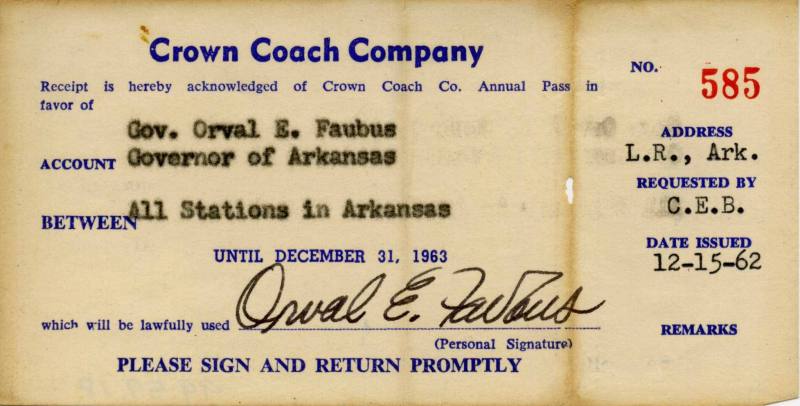 Crown Coach Company
Receipt is hereby acknowledged of Crown Coach Co. Annual Pass in
favor of
Gov. Orval E. Faubus
ACCOUNT Governor of Arkansas
BETWEEN All Stations in Arkansas
UNTIL DECEMBER 31, 1963
which will be lawfully used Orval E. Faubus
(Personal Signature)
PLEASE SIGN AND RETURN PROMPTLY
NO. 585
ADDRESS
L.R., Ark.
REQUESTED BY
C.E.B.
DATE ISSUED
12-15-62
REMARKS